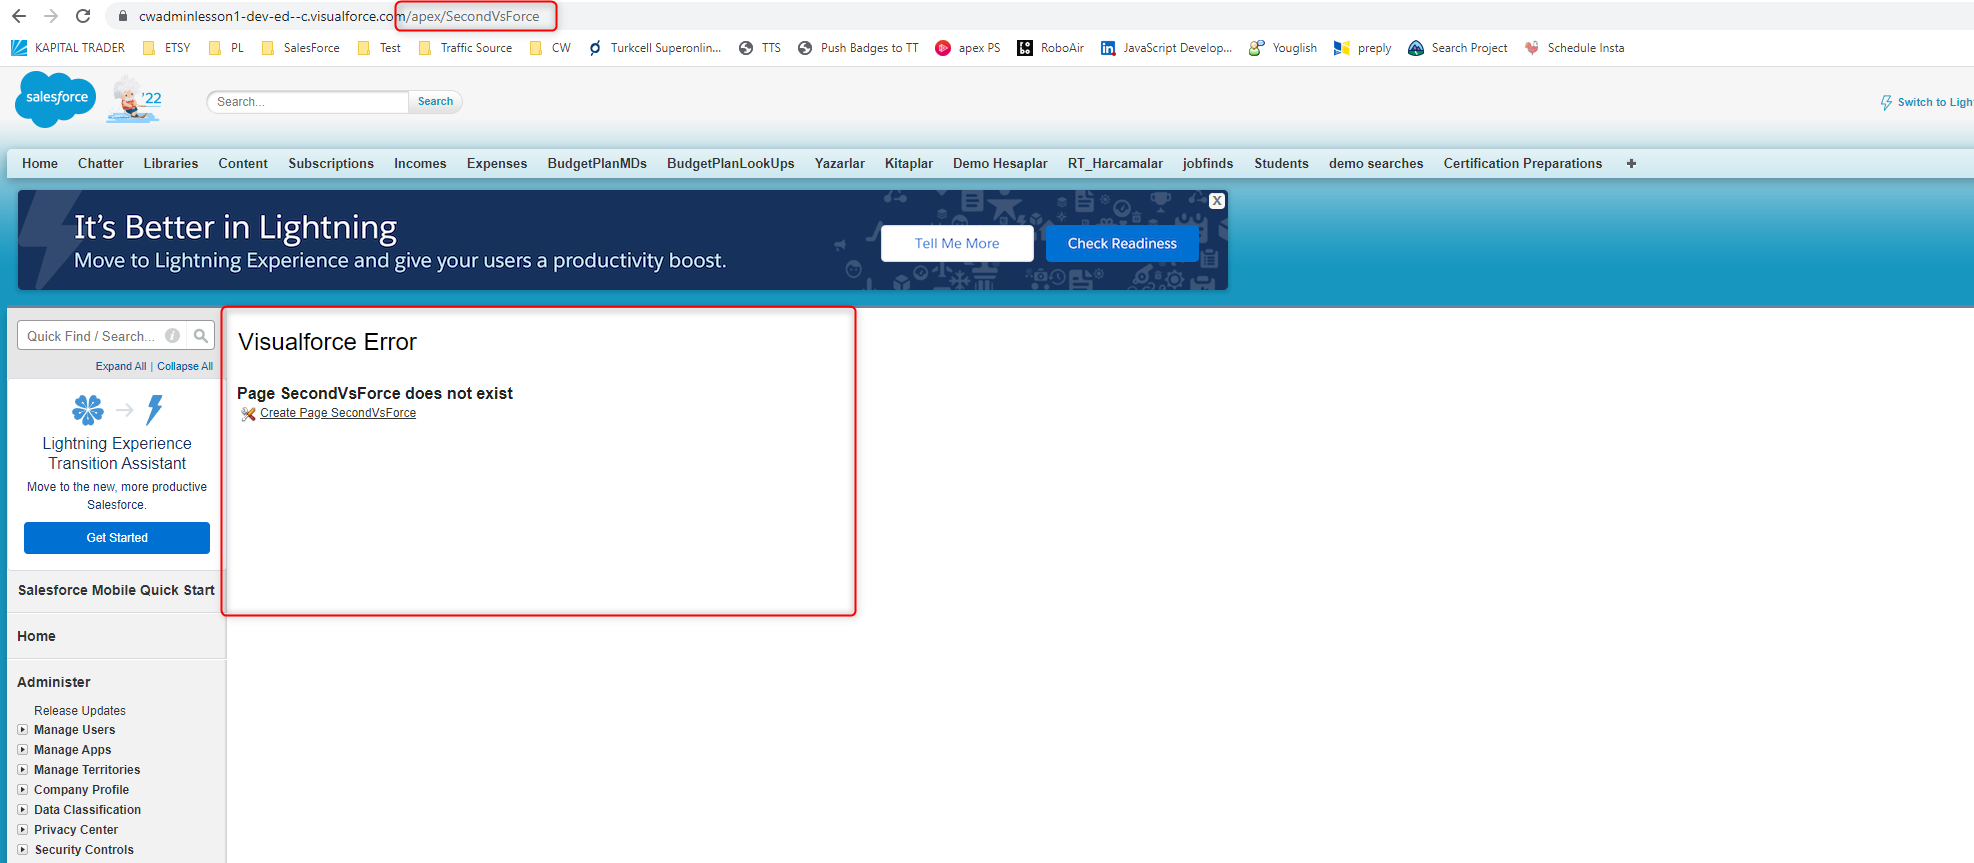 cwadminlesson1-dev-ed--c.visualforce.com/apex/SecondVsForce
KAPITAL TRADER ETSY PL SalesForce Test Traffic Source CW Turkcell Superonlin... TTS Push Badges to TT apex PS RoboAir JavaScript Develop... Youglish preply Search Project Schedule Insta
salesforce '22 Search... Search Switch to Ligh
Home Chatter Libraries Content Subscriptions Incomes Expenses BudgetPlanMDs BudgetPlanLookUps Yazarlar Kitaplar Demo Hesaplar RT_Harcamalar jobfinds Students demo searches Certification Preparations +
It's Better in Lightning
Move to Lightning Experience and give your users a productivity boost.
Tell Me More Check Readiness X
Quick Find / Search...
Expand All | Collapse All
Lightning Experience
Transition Assistant
Move to the new, more productive
Salesforce.
Get Started
Salesforce Mobile Quick Start
Home
Administer
Release Updates
Manage Users
Manage Apps
Manage Territories
Company Profile
Data Classification
Privacy Center
Security Controls
Visualforce Error
Page SecondVsForce does not exist
Create Page SecondVsForce